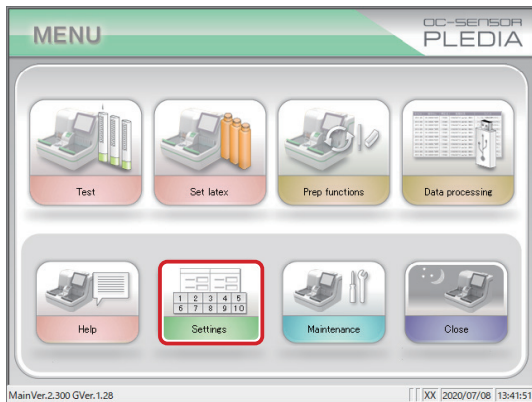 MENU
OC-SENSOR
PLEDIA
Test
Set latex
Prep functions
Data processing
1 2 3 4 5
6 7 8 9 10
Help
Settings
Maintenance
Close
MainVer.2.300 GVer.1.28
XX 2020/07/08 13:41:51